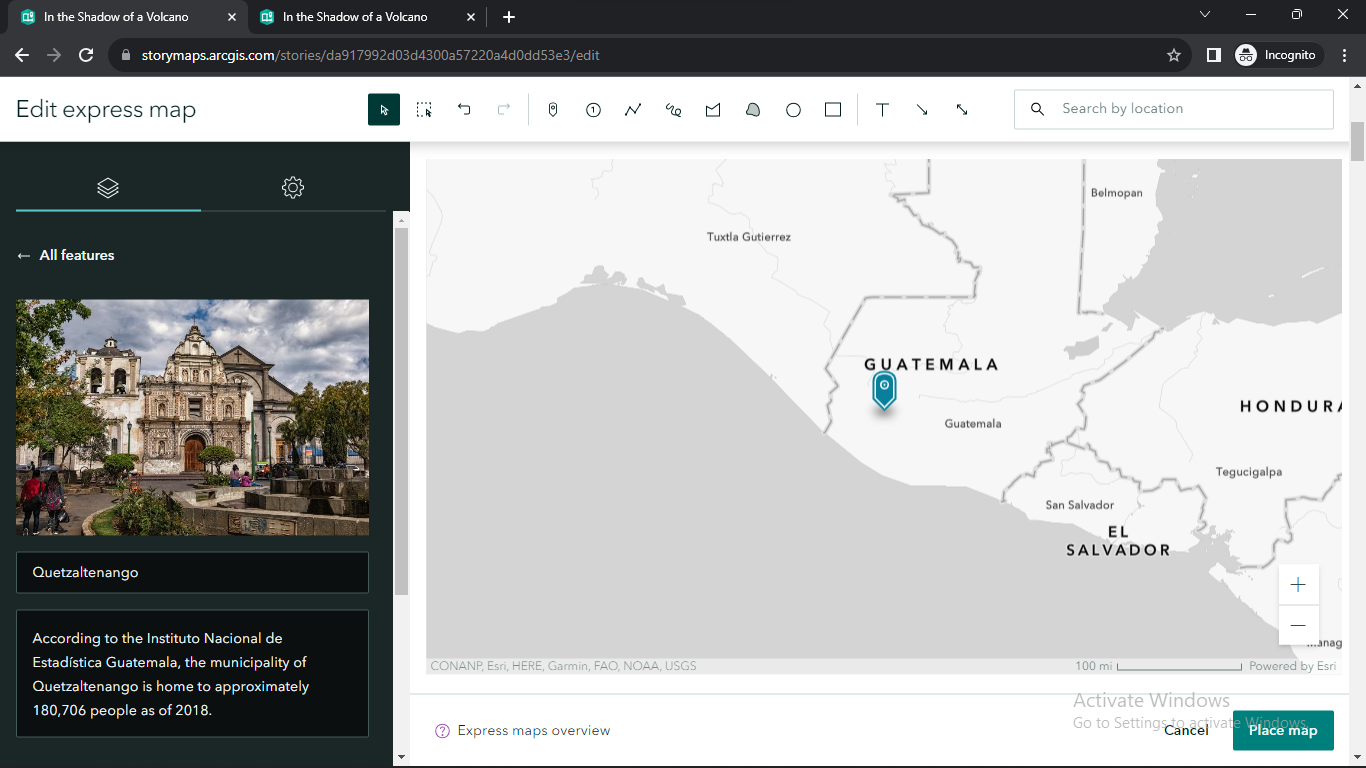 In the Shadow of a Volcano
In the Shadow of a Volcano
storymaps.arcgis.com/stories/da917992d03d4300a57220a4d0dd53e3/edit
Incognito
Edit express map
1
T
Search by location
All features
Quetzaltenango
According to the Instituto Nacional de
Estadística Guatemala, the municipality of
Quetzaltenango is home to approximately
180,706 people as of 2018.
Belmopan
Tuxtla Gutierrez
GUATEMALA
Guatemala
HONDURA
Tegucigalpa
San Salvador
EL
SALVADOR
Manag
CONANP, Esri, HERE, Garmin, FAO, NOAA, USGS
100 mi
Powered by Esri
Activate Windows
Go to Settings to activate Windows.
Express maps overview
Cancel
Place map